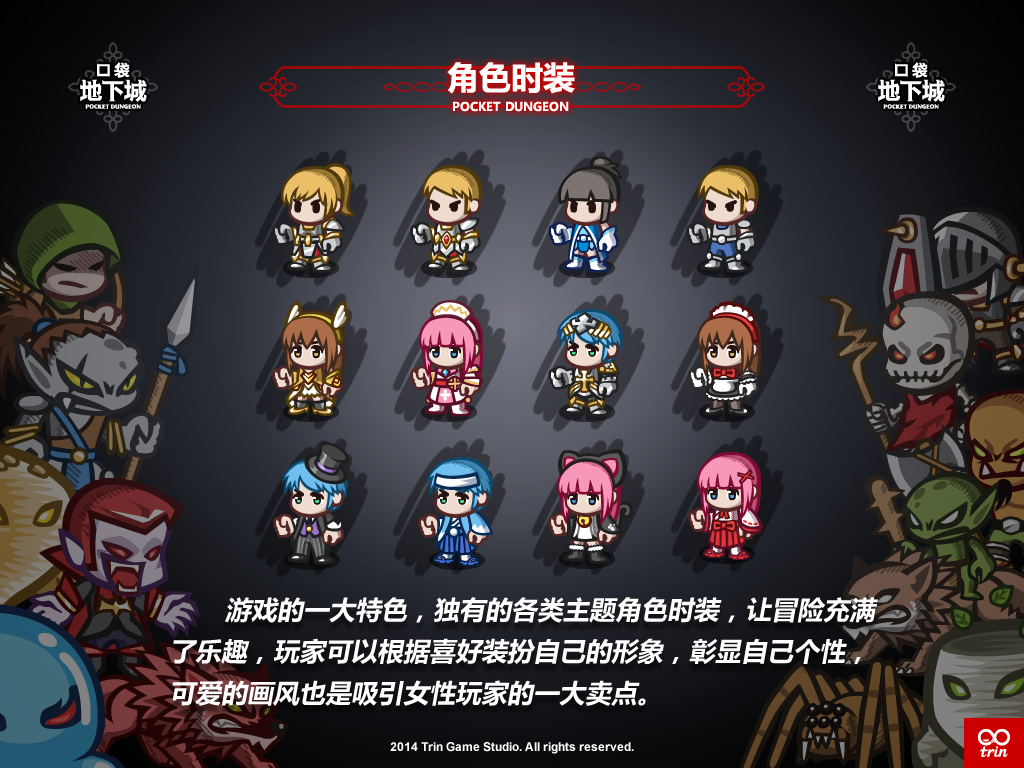 口袋
地下城
POCKET DUNGEON
角色时装
POCKET DUNGEON
口袋
地下城
POCKET DUNGEON
游戏的一大特色，独有的各类主题角色时装，让冒险充满
了乐趣，玩家可以根据喜好装扮自己的形象，彰显自己个性，
可爱的画风也是吸引女性玩家的一大卖点。
2014 Trin Game Studio. All rights reserved.
trin